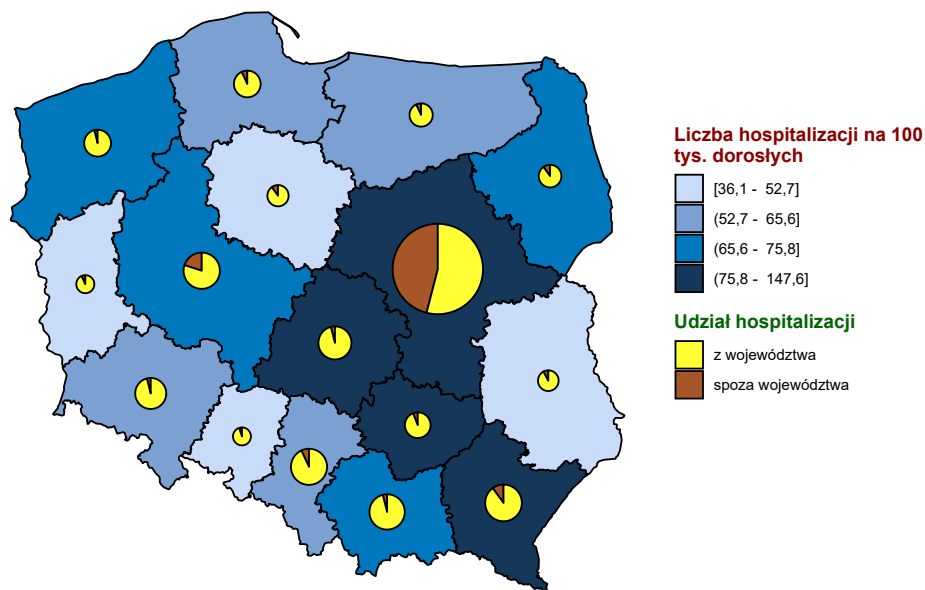 Liczba hospitalizacji na 100
tys. dorosłych
[36,1 - 52,7]
(52,7 - 65,6]
(65,6 - 75,8]
(75,8 - 147,6]
Udział hospitalizacji
z województwa
spoza województwa